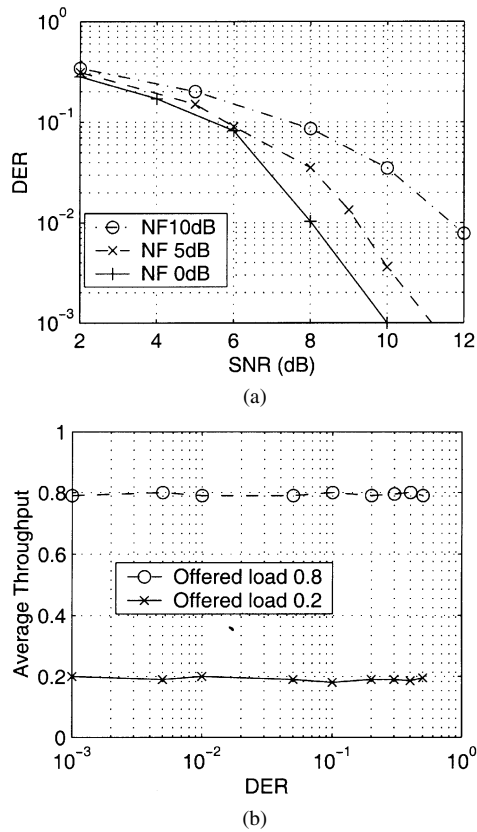 10^0
10^-1
10^-2
10^-3
DER
NF10dB
NF 5dB
NF 0dB
2 4 6 8 10 12
SNR (dB)
(a)
1
0.8
0.6
0.4
0.2
0
Average Throughput
Offered load 0.8
Offered load 0.2
10^-3 10^-2 10^-1 10^0
DER
(b)